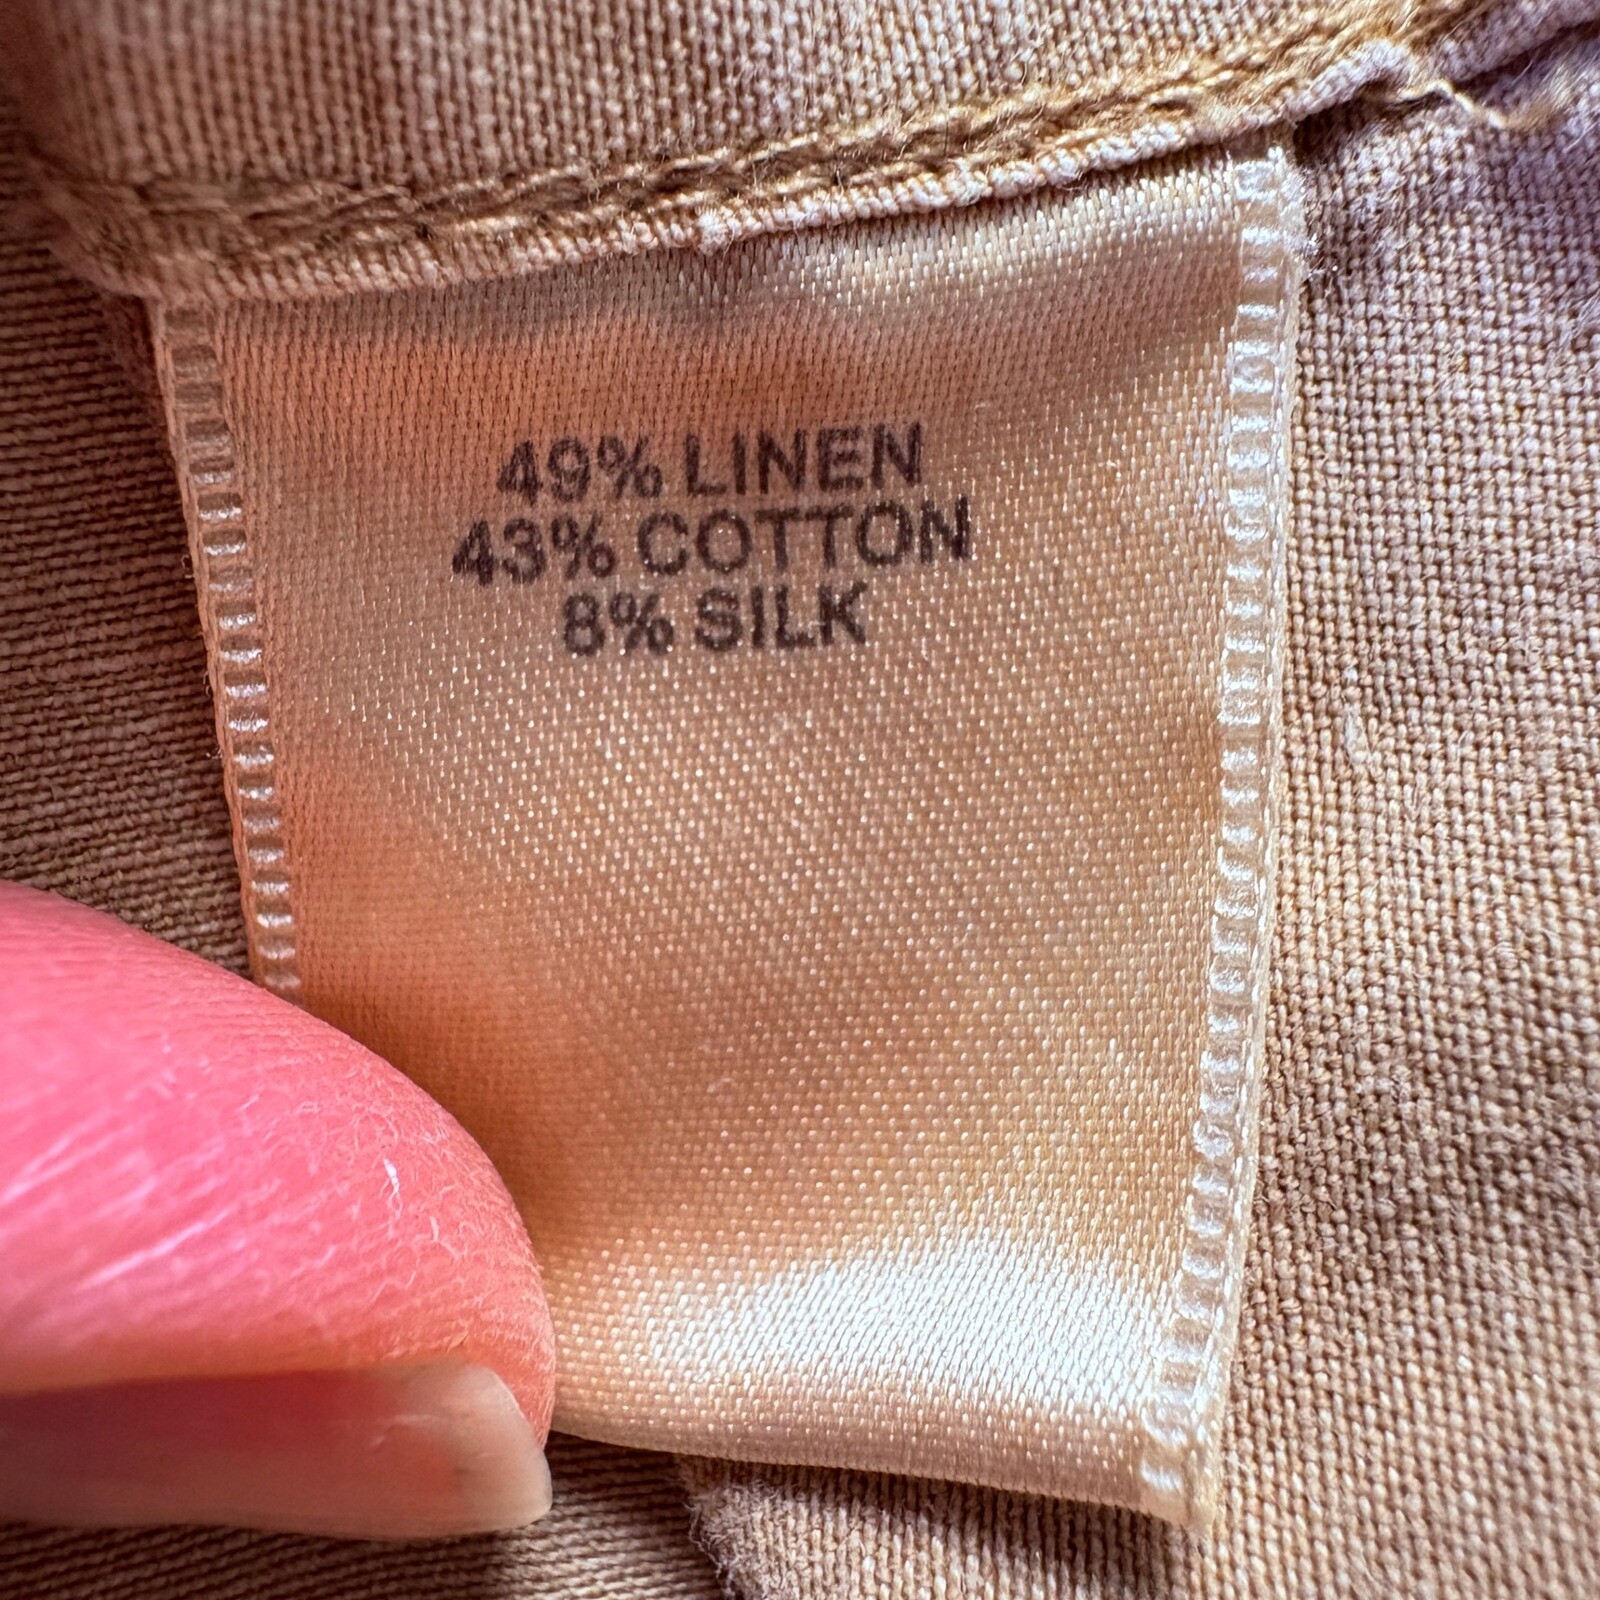 49% LINEN
43% COTTON
8% SILK